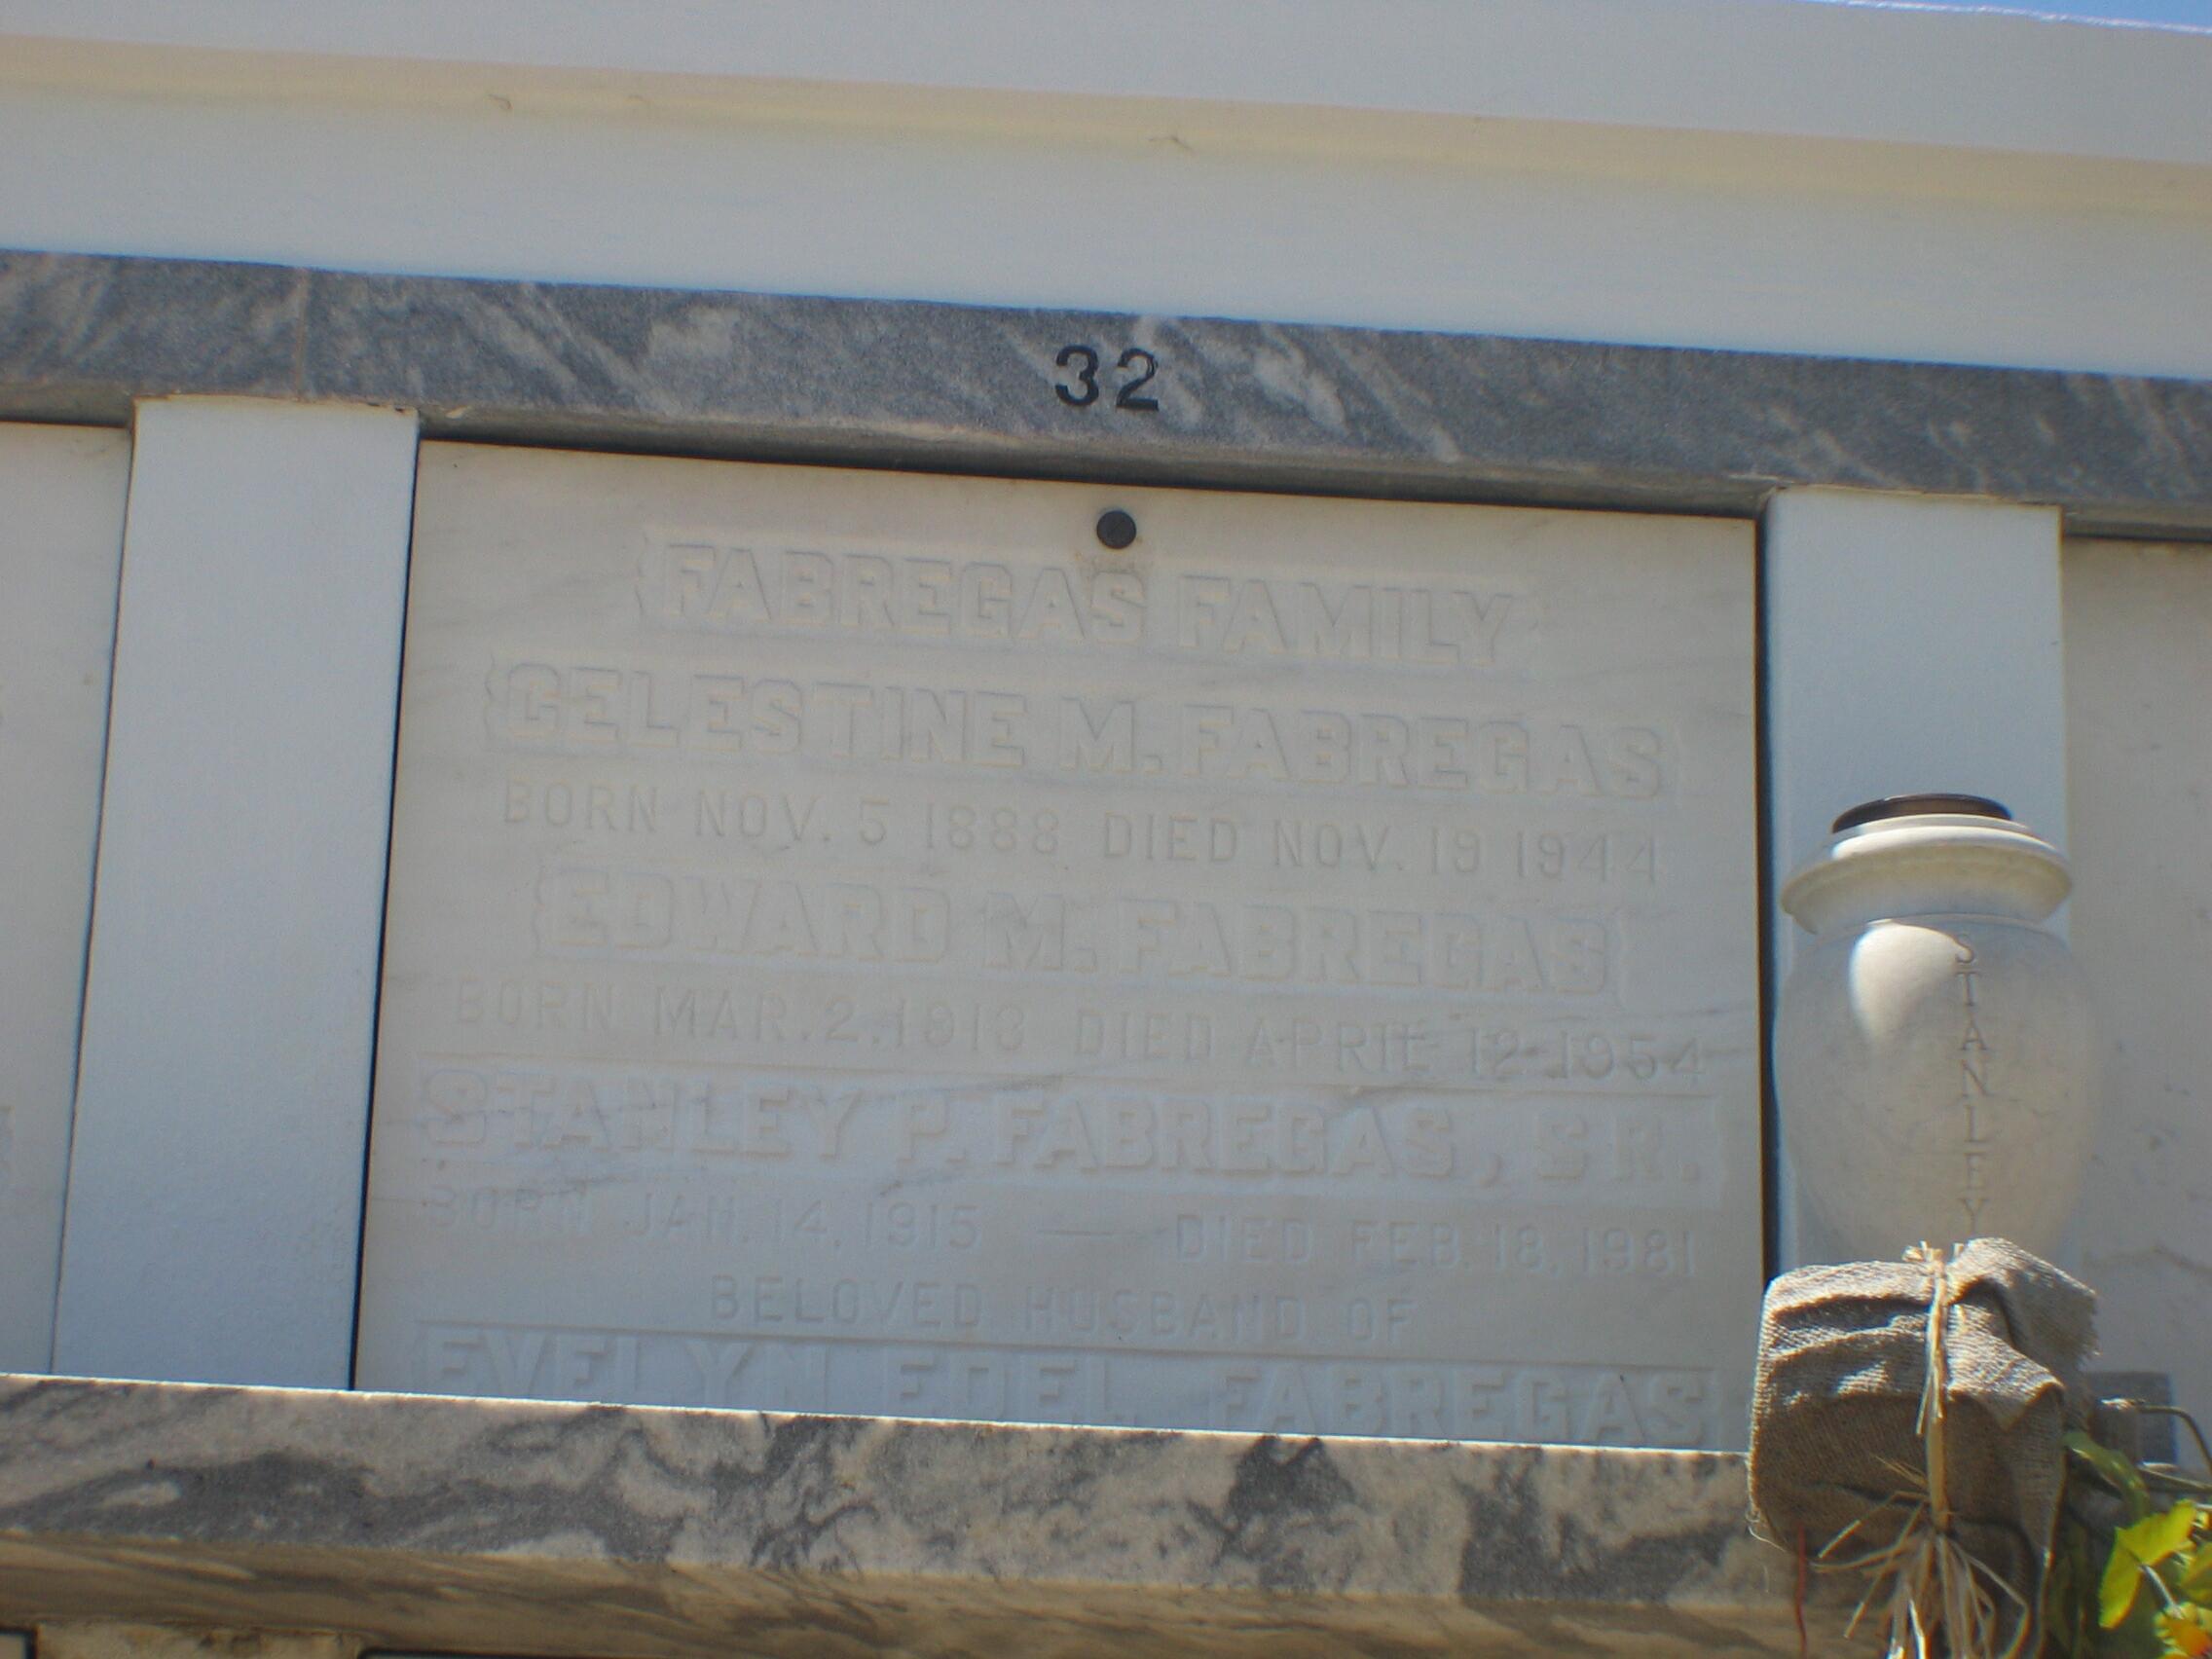 32
FABREGAS FAMILY
CELESTINE M. FABREGAS
BORN NOV. 5 1888 DIED NOV. 19 1944
EDWARD M. FABREGAS
BORN MAR. 2. 1913 DIED APRIL 12 1954
STANLEY P. FABREGAS, SR.
BORN JAN. 14, 1915 — DIED FEB. 18, 1981
BELOVED HUSBAND OF
EVELYN EDEL FABREGAS
STANLEY